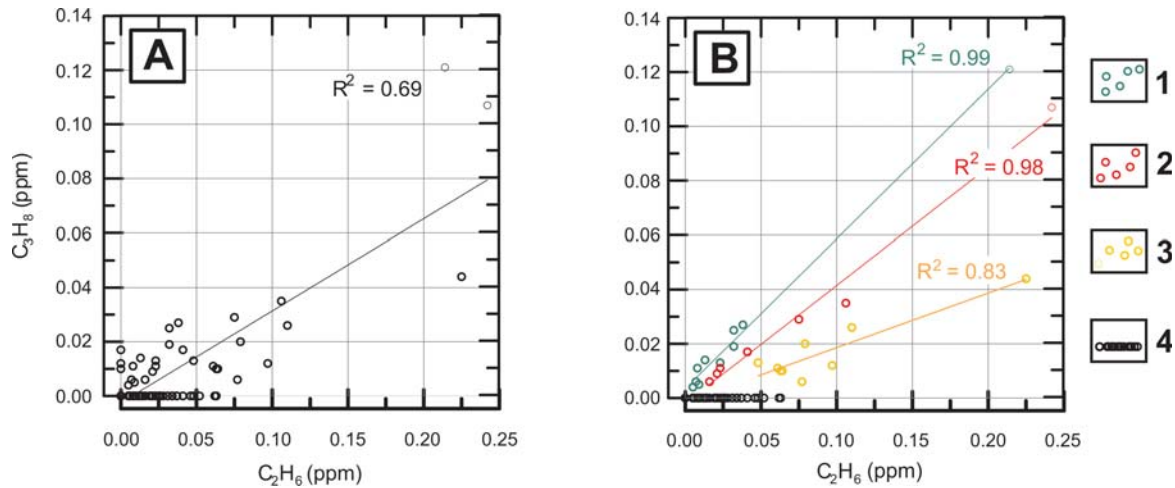 A
R² = 0.69
C₃H₈ (ppm)
0.14
0.12
0.10
0.08
0.06
0.04
0.02
0.00
0.00 0.05 0.10 0.15 0.20 0.25
C₂H₆ (ppm)
B
R² = 0.99
R² = 0.98
R² = 0.83
0.14
0.12
0.10
0.08
0.06
0.04
0.02
0.00
0.00 0.05 0.10 0.15 0.20 0.25
C₂H₆ (ppm)
1
2
3
4